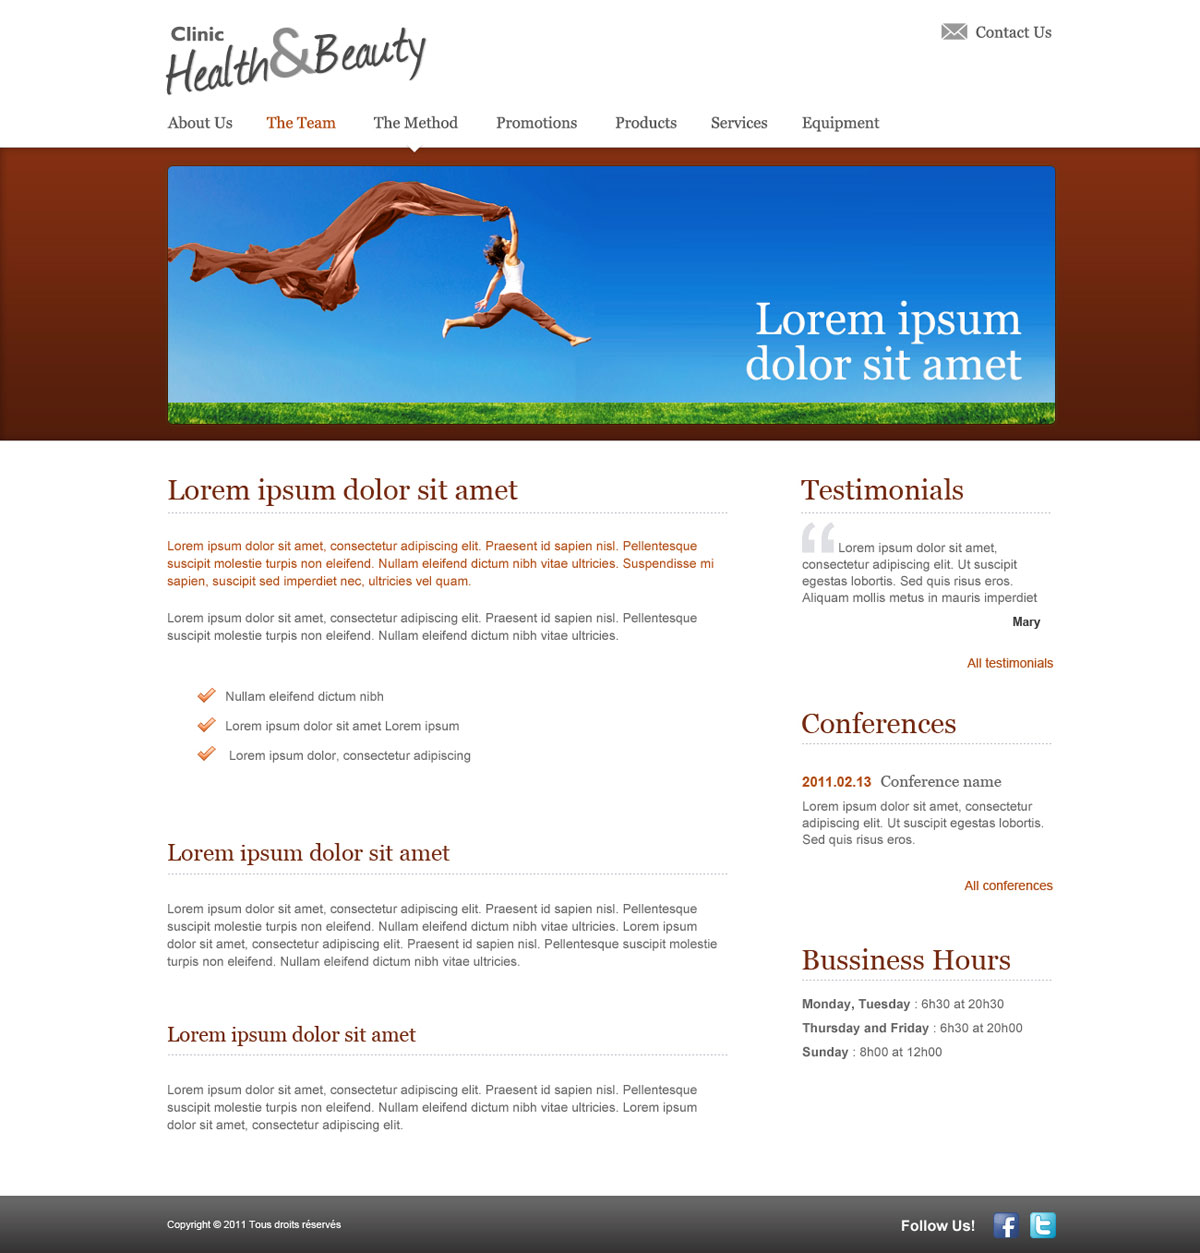 Clinic
Health & Beauty
Contact Us
About Us The Team The Method Promotions Products Services Equipment
Lorem ipsum
dolor sit amet
Lorem ipsum dolor sit amet
Lorem ipsum dolor sit amet, consectetur adipiscing elit. Praesent id sapien nisl. Pellentesque
suscipit molestie turpis non eleifend. Nullam eleifend dictum nibh vitae ultricies. Suspendisse mi
sapien, suscipit sed imperdiet nec, ultricies vel quam.
Lorem ipsum dolor sit amet, consectetur adipiscing elit. Praesent id sapien nisl. Pellentesque
suscipit molestie turpis non eleifend. Nullam eleifend dictum nibh vitae ultricies.
Nullam eleifend dictum nibh
Lorem ipsum dolor sit amet Lorem ipsum
Lorem ipsum dolor, consectetur adipiscing
Lorem ipsum dolor sit amet
Lorem ipsum dolor sit amet, consectetur adipiscing elit. Praesent id sapien nisl. Pellentesque
suscipit molestie turpis non eleifend. Nullam eleifend dictum nibh vitae ultricies. Lorem ipsum
dolor sit amet, consectetur adipiscing elit. Praesent id sapien nisl. Pellentesque suscipit molestie
turpis non eleifend. Nullam eleifend dictum nibh vitae ultricies.
Lorem ipsum dolor sit amet
Lorem ipsum dolor sit amet, consectetur adipiscing elit. Praesent id sapien nisl. Pellentesque
suscipit molestie turpis non eleifend. Nullam eleifend dictum nibh vitae ultricies. Lorem ipsum
dolor sit amet, consectetur adipiscing elit.
Testimonials
“ Lorem ipsum dolor sit amet,
consectetur adipiscing elit. Ut suscipit
egestas lobortis. Sed quis risus eros.
Aliquam mollis metus in mauris imperdiet
Mary
All testimonials
Conferences
2011.02.13 Conference name
Lorem ipsum dolor sit amet, consectetur
adipiscing elit. Ut suscipit egestas lobortis.
Sed quis risus eros.
All conferences
Bussiness Hours
Monday, Tuesday : 6h30 at 20h30
Thursday and Friday : 6h30 at 20h00
Sunday : 8h00 at 12h00
Copyright © 2011 Tous droits réservés
Follow Us! f t